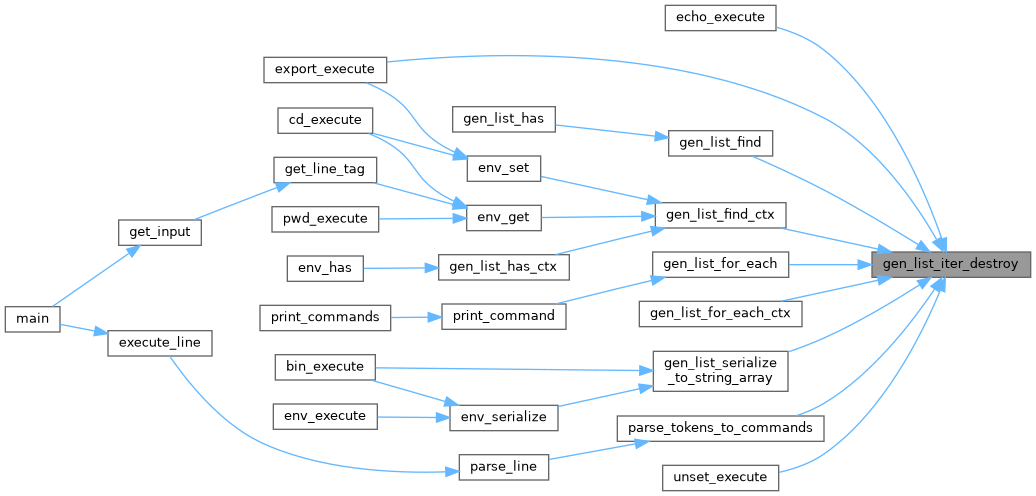 echo_execute
export_execute
gen_list_has
cd_execute
gen_list_find
get_line_tag
env_set
pwd_execute
env_get
gen_list_find_ctx
get_input
env_has
gen_list_has_ctx
gen_list_for_each
gen_list_iter_destroy
main
print_commands
print_command
gen_list_for_each_ctx
execute_line
bin_execute
gen_list_serialize
_to_string_array
env_execute
env_serialize
parse_tokens_to_commands
parse_line
unset_execute